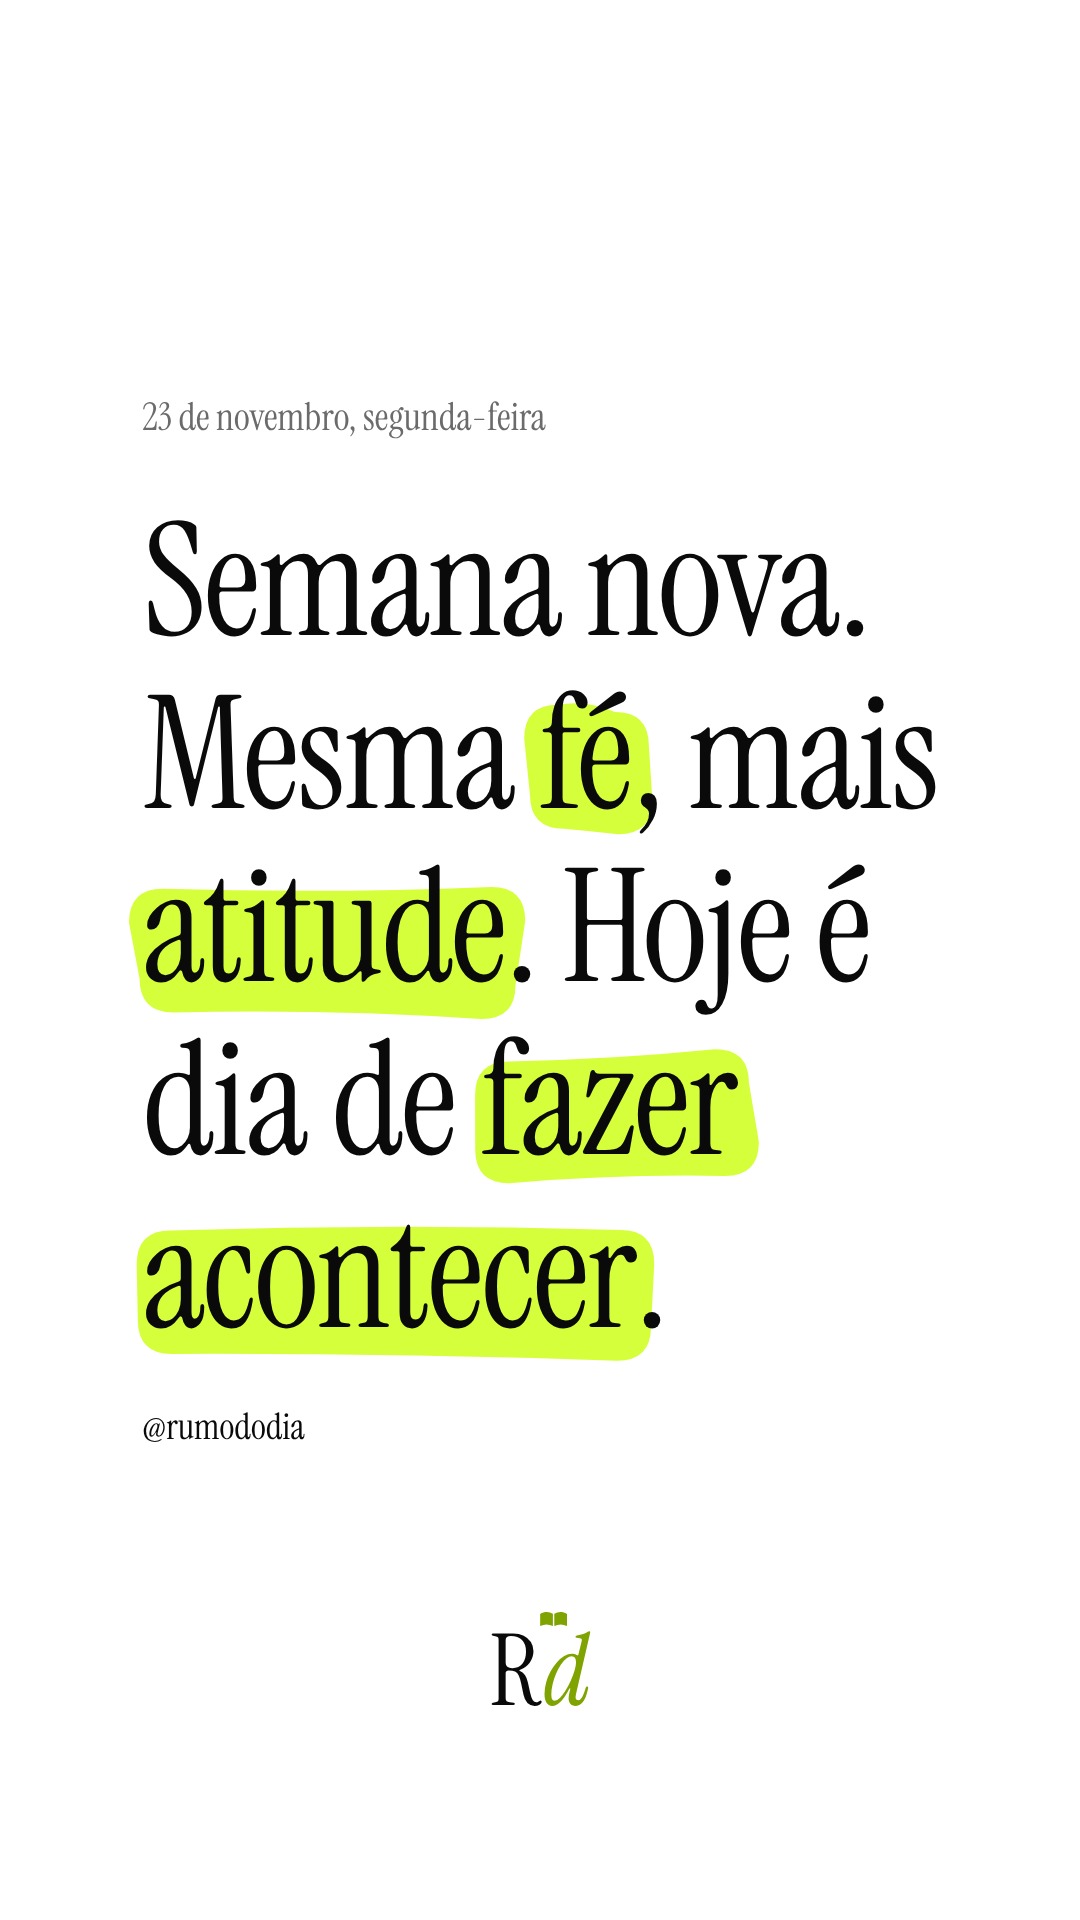 23 de novembro, segunda-feira
Semana nova.
Mesma fé, mais
atitude. Hoje é
dia de fazer
acontecer.
@rumododia
Rd